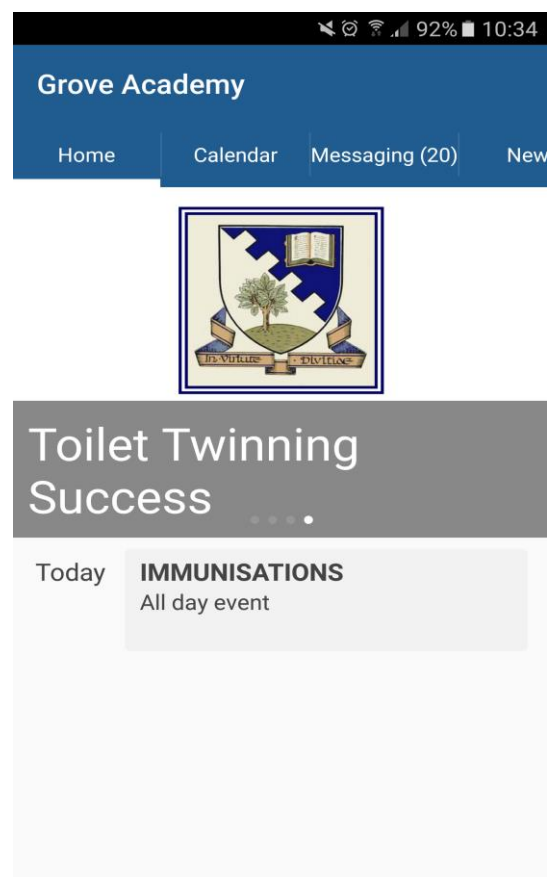 92% 10:34
Grove Academy
Home Calendar Messaging (20) New
In Virtute Divitiae
Toilet Twinning
Success
Today IMMUNISATIONS
All day event